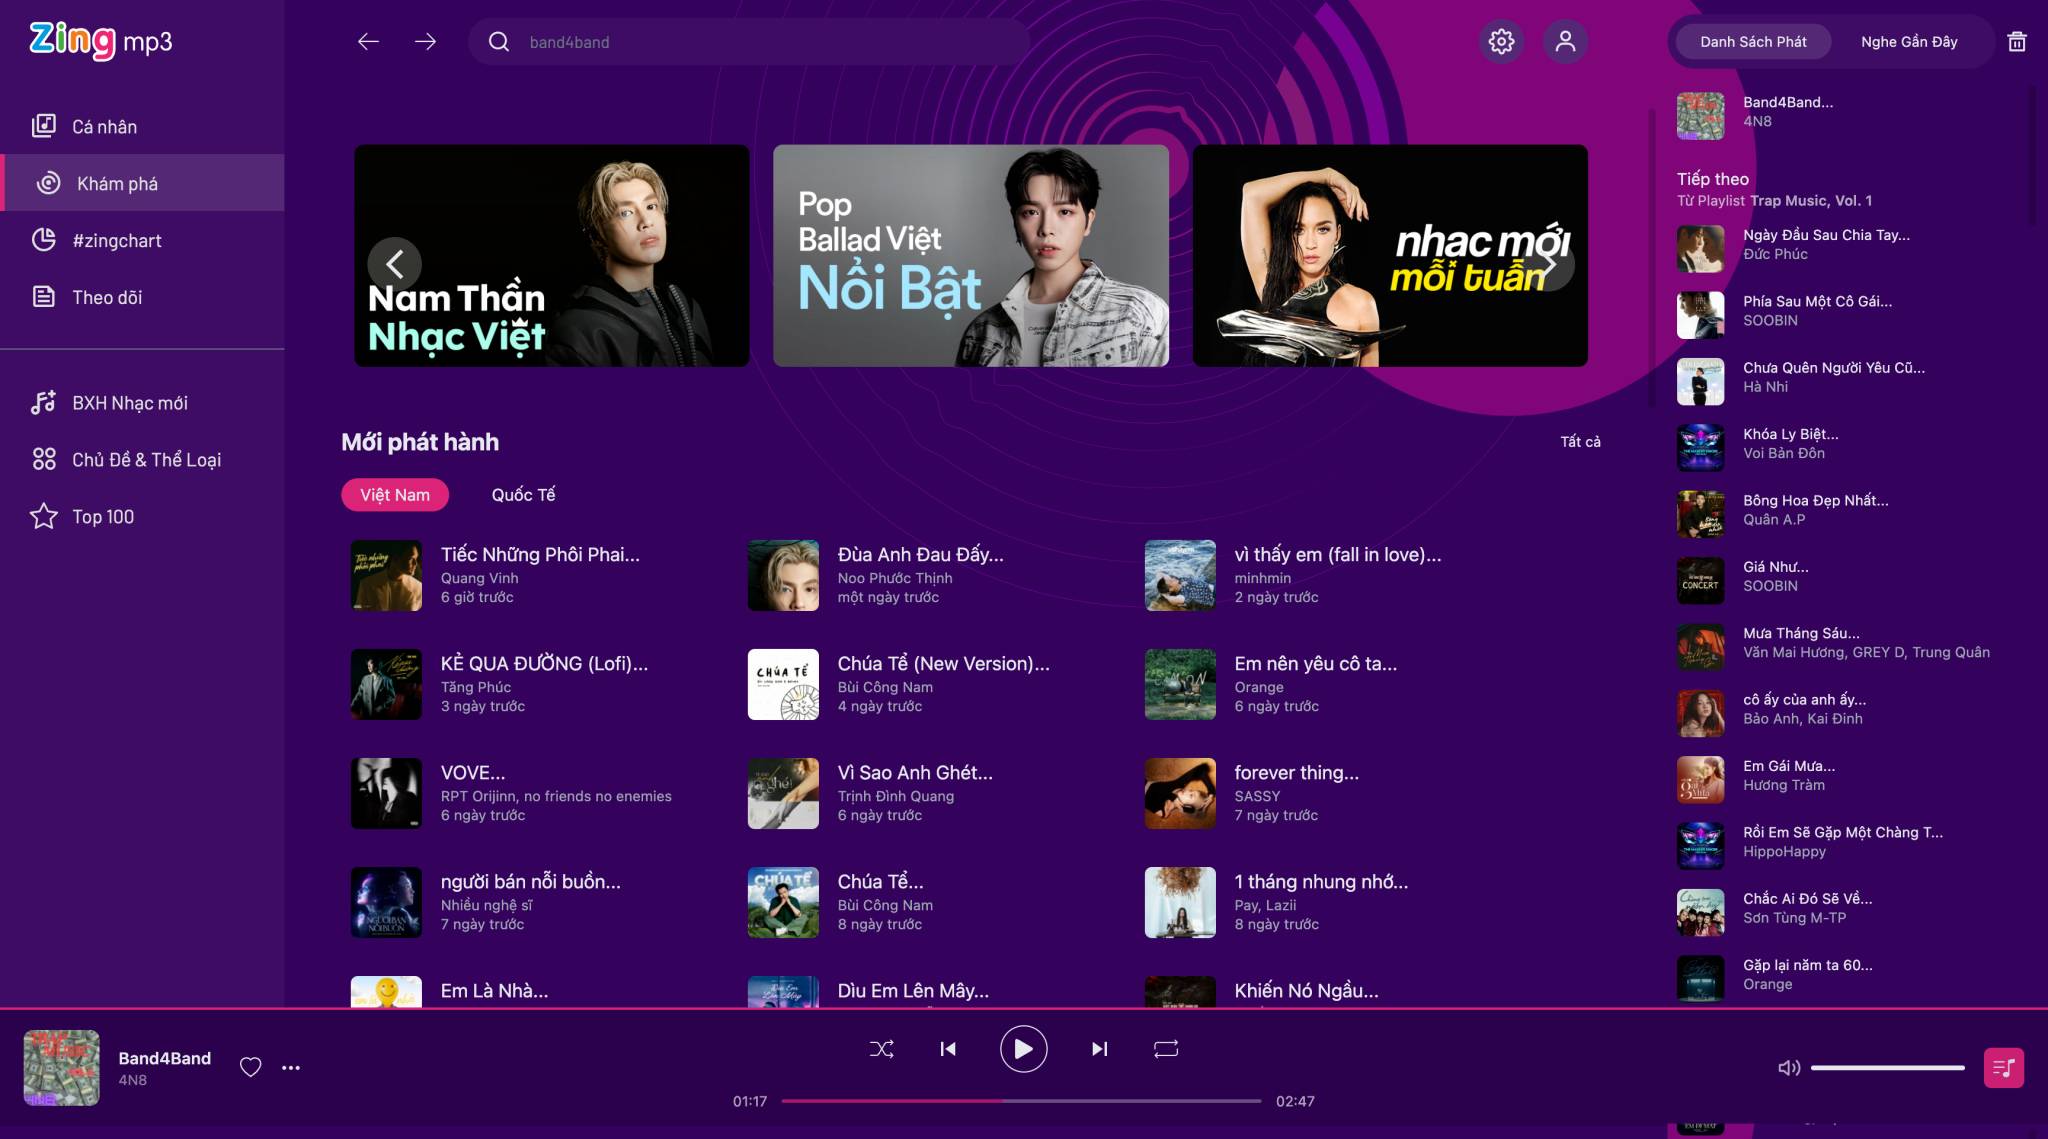 Zing mp3
Cá nhân
Khám phá
#zingchart
Theo dõi
BXH Nhạc mới
Chủ Đề & Thể Loại
Top 100
band4band
Nam Thần
Nhạc Việt
Pop
Ballad Việt
Nổi Bật
nhạc mới
mỗi tuần
Mới phát hành
Tất cả
Việt Nam
Quốc Tế
Tiếc Những Phôi Phai...
Quang Vinh
6 giờ trước
Đùa Anh Đau Đấy...
Noo Phước Thịnh
một ngày trước
vì thấy em (fall in love)...
minhmin
2 ngày trước
KẺ QUA ĐƯỜNG (Lofi)...
Tăng Phúc
3 ngày trước
CHÚA TỂ
Chúa Tể (New Version)...
Bùi Công Nam
4 ngày trước
Em nên yêu cô ta...
Orange
6 ngày trước
VOVE...
RPT Orijinn, no friends no enemies
6 ngày trước
Vì Sao Anh Ghét...
Trịnh Đình Quang
6 ngày trước
forever thing...
SASSY
7 ngày trước
NGƯỜI BÁN
NỖI BUỒN
người bán nỗi buồn...
Nhiều nghệ sĩ
7 ngày trước
CHÚA TỂ
Chúa Tể...
Bùi Công Nam
8 ngày trước
1 tháng nhung nhớ...
Pay, Lazii
8 ngày trước
Em Là Nhà...
Dìu Em Lên Mây...
Khiến Nó Ngầu...
Danh Sách Phát
Nghe Gần Đây
Band4Band...
4N8
Tiếp theo
Từ Playlist Trap Music, Vol. 1
Ngày Đầu Sau Chia Tay...
Đức Phúc
Phía Sau Một Cô Gái...
SOOBIN
Chưa Quên Người Yêu Cũ...
Hà Nhi
Khóa Ly Biệt...
Voi Bản Đôn
Bông Hoa Đẹp Nhất...
Quân A.P
CONCERT
Giá Như...
SOOBIN
Mưa Tháng Sáu...
Văn Mai Hương, GREY D, Trung Quân
cô ấy của anh ấy...
Bảo Anh, Kai Đinh
Em Gái Mưa...
Hương Tràm
Rồi Em Sẽ Gặp Một Chàng T...
HippoHappy
Chắc Ai Đó Sẽ Về...
Sơn Tùng M-TP
Gặp lại năm ta 60...
Orange
TRAP
MUSIC
4N8
Band4Band
4N8
01:17
02:47